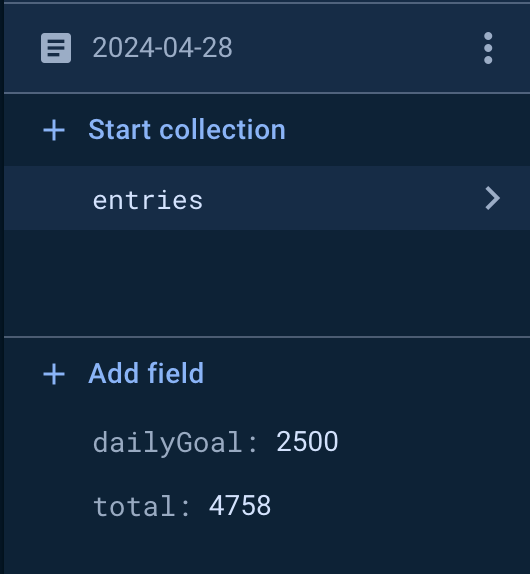 2024-04-28
+ Start collection
entries
+ Add field
dailyGoal: 2500
total: 4758